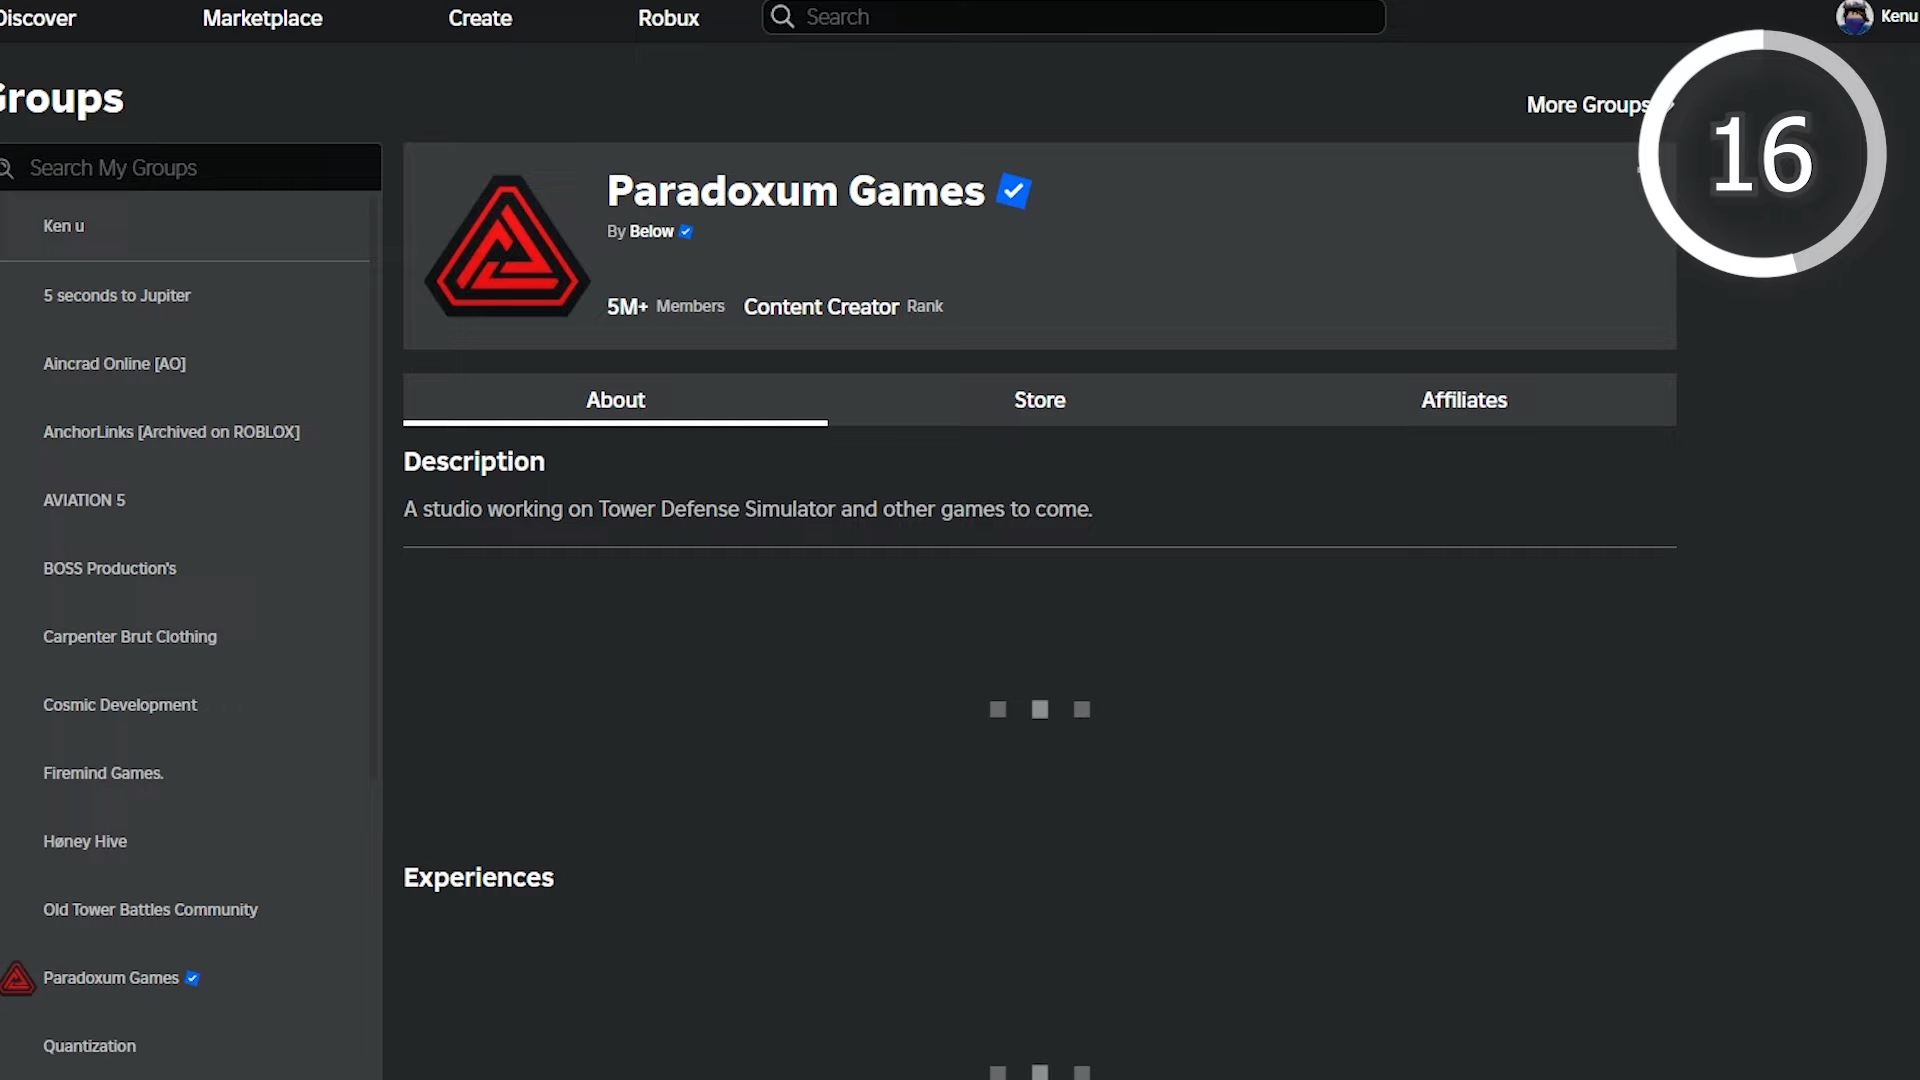 Discover
Marketplace
Create
Robux
Search
Kenu
Groups
More Groups
16
Search My Groups
Ken u
5 seconds to Jupiter
Aincrad Online [AO]
AnchorLinks [Archived on ROBLOX]
AVIATION 5
BOSS Production's
Carpenter Brut Clothing
Cosmic Development
Firemind Games.
Høney Hive
Old Tower Battles Community
Paradoxum Games
Quantization
Paradoxum Games
By Below
5M+ Members Content Creator Rank
About
Store
Affiliates
Description
A studio working on Tower Defense Simulator and other games to come.
Experiences